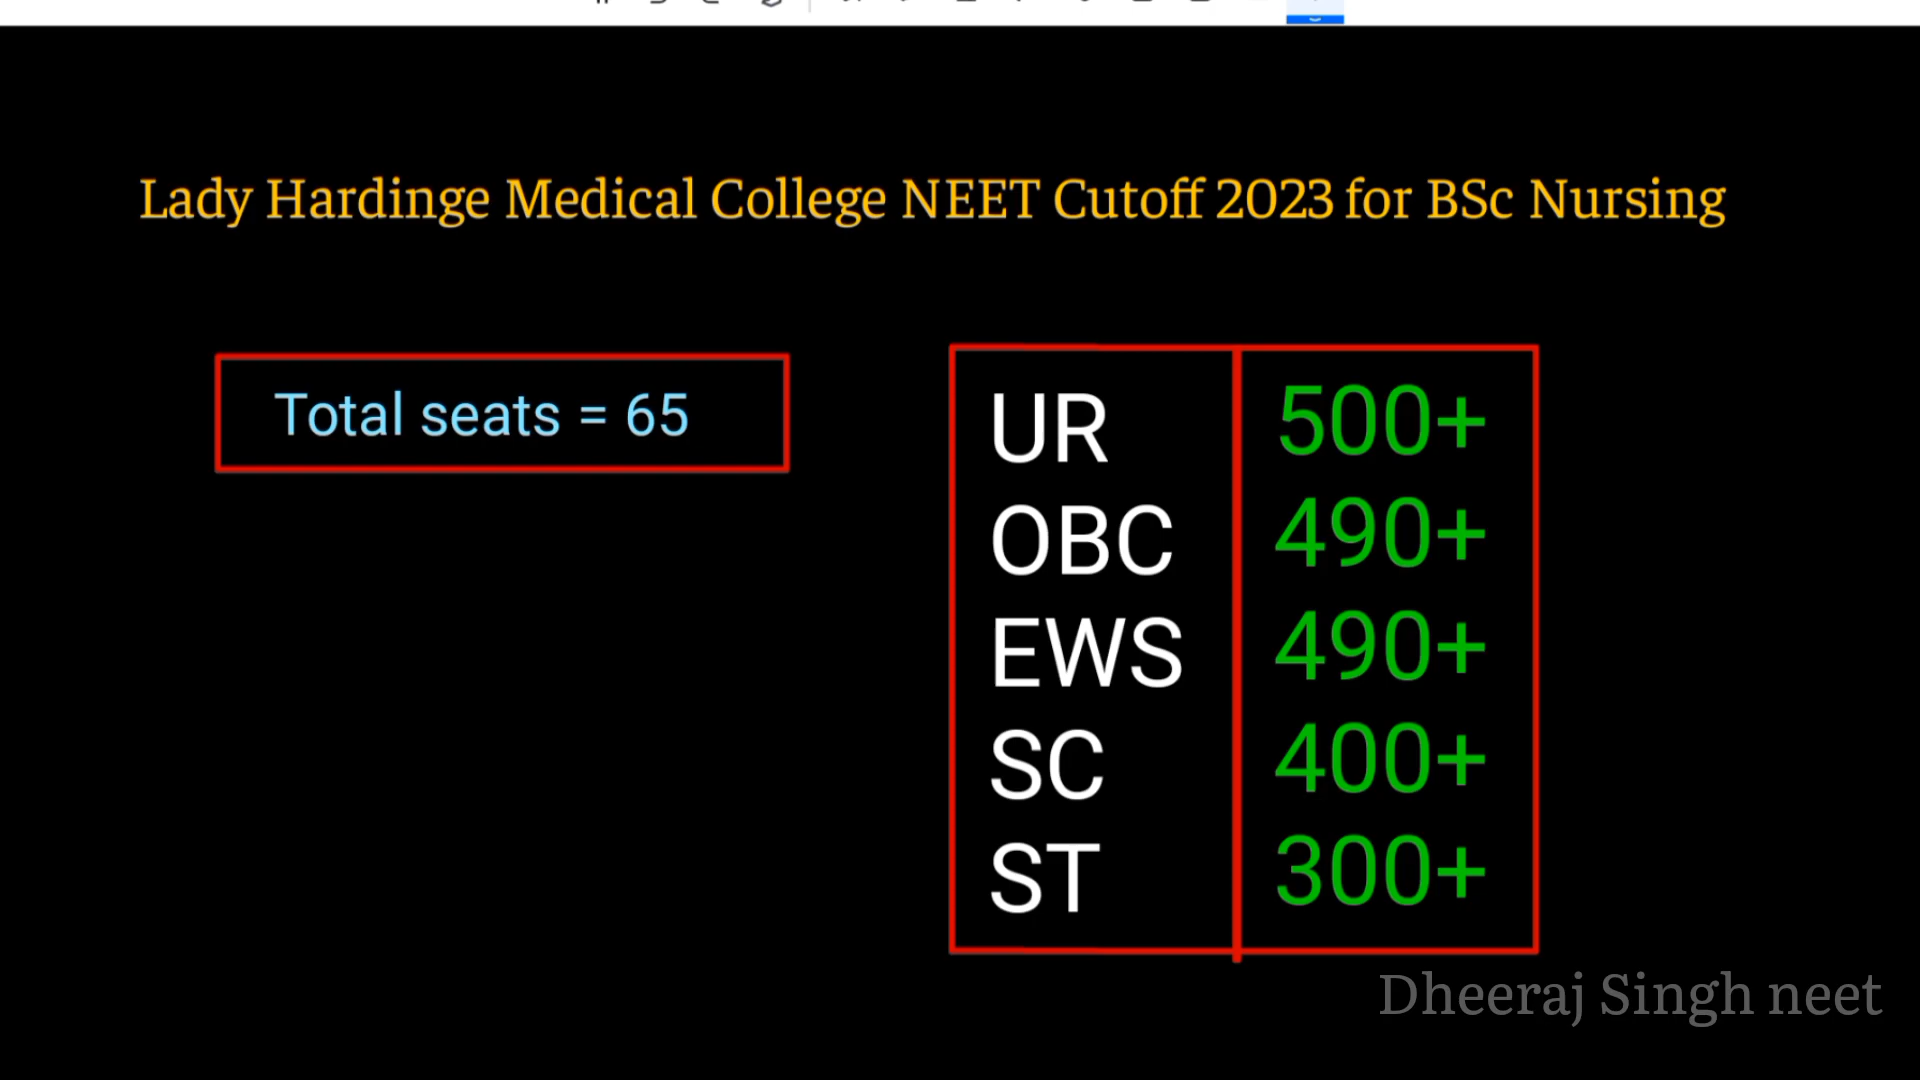 Lady Hardinge Medical College NEET Cutoff 2023 for BSc Nursing
Total seats = 65
UR 500+
OBC 490+
EWS 490+
SC 400+
ST 300+
Dheeraj Singh neet